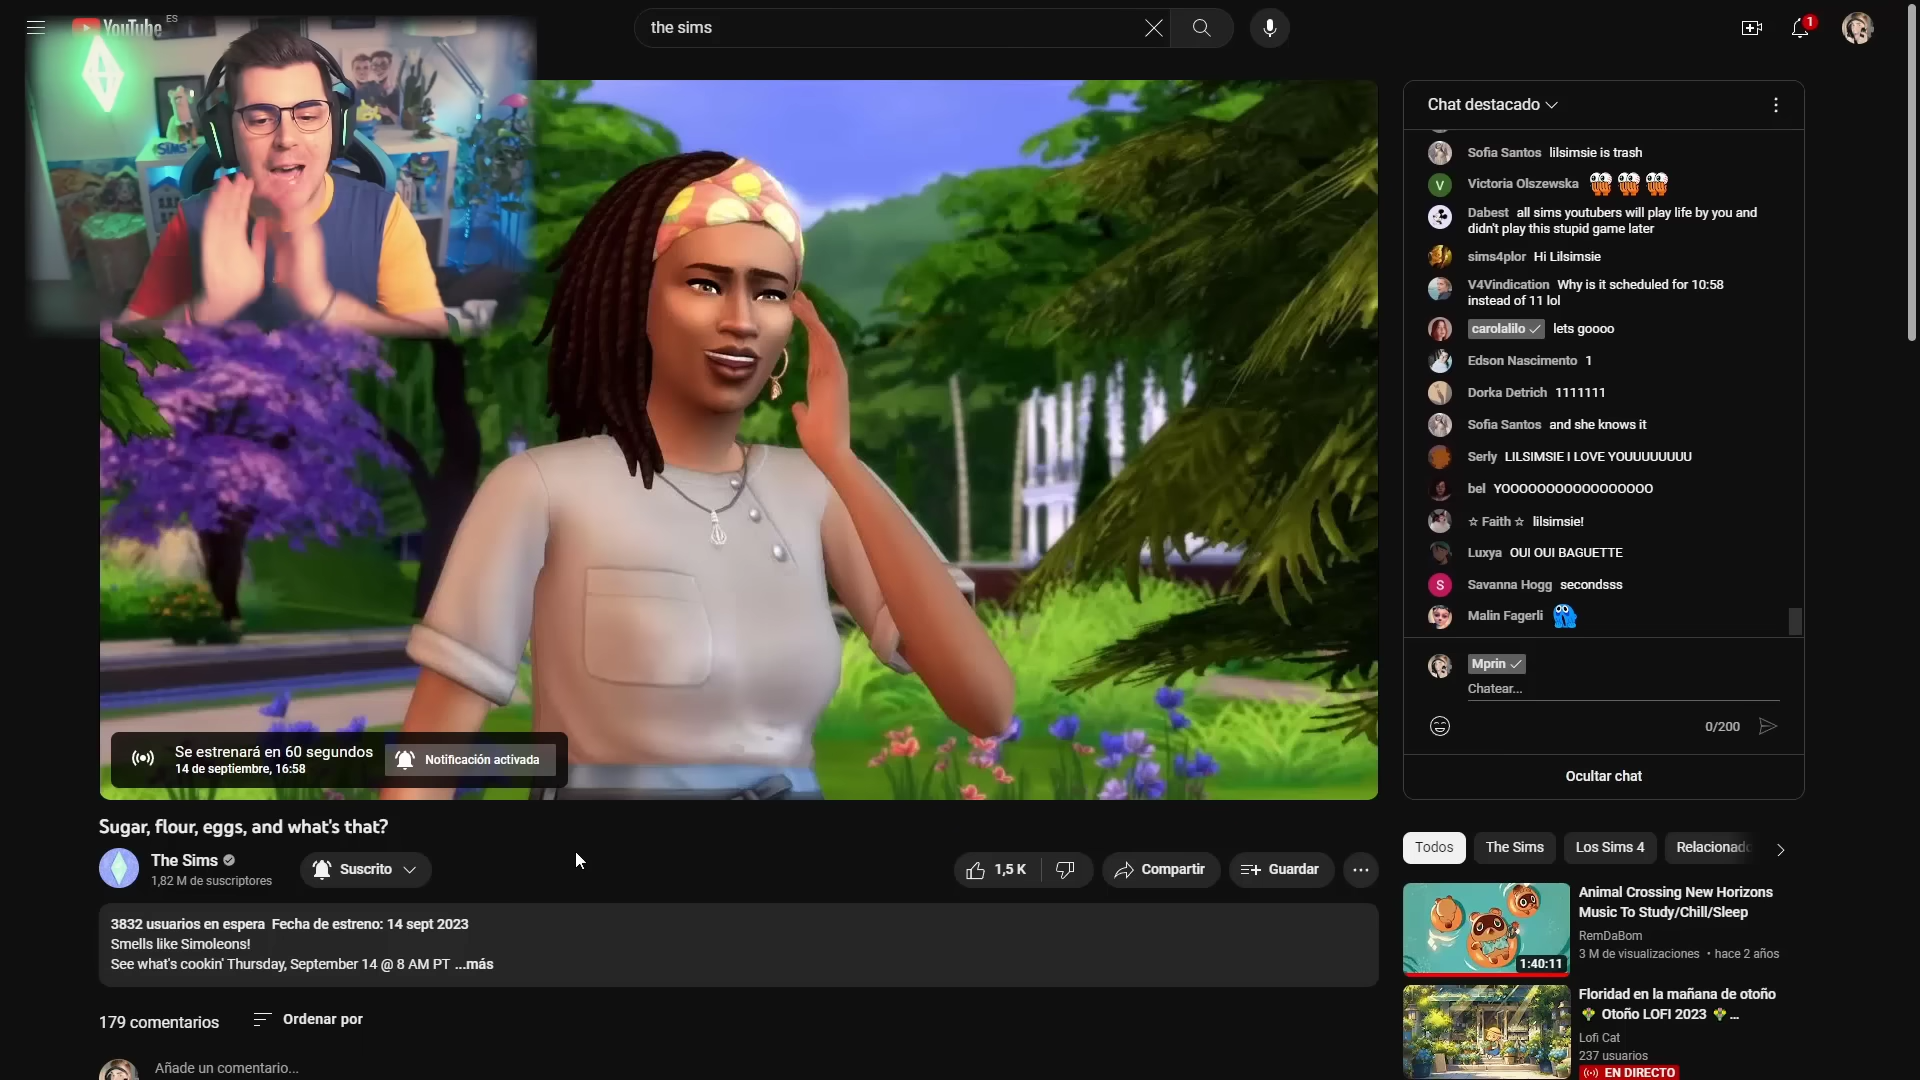 YouTube ES
the sims
1
SIMS
Se estrenará en 60 segundos
14 de septiembre, 16:58
Notificación activada
Sugar, flour, eggs, and what's that?
The Sims
1,82 M de suscriptores
Suscrito
1,5 K
Compartir
Guardar
3832 usuarios en espera Fecha de estreno: 14 sept 2023
Smells like Simoleons!
See what's cookin' Thursday, September 14 @ 8 AM PT ...más
179 comentarios
Ordenar por
Añade un comentario...
Chat destacado
Sofia Santos lilsimsie is trash
V Victoria Olszewska
Dabest all sims youtubers will play life by you and
didn't play this stupid game later
sims4plor Hi Lilsimsie
V4Vindication Why is it scheduled for 10:58
instead of 11 lol
carolalilo lets goooo
Edson Nascimento 1
Dorka Detrich 1111111
Sofia Santos and she knows it
Serly LILSIMSIE I LOVE YOUUUUUUUU
bel YOOOOOOOOOOOOOOOOO
☆ Faith ☆ lilsimsie!
Luxya OUI OUI BAGUETTE
S Savanna Hogg secondsss
Malin Fagerli
Mprin
Chatear...
0/200
Ocultar chat
Todos
The Sims
Los Sims 4
Relacionado
Animal Crossing New Horizons
Music To Study/Chill/Sleep
RemDaBom
3 M de visualizaciones • hace 2 años
1:40:11
Floridad en la mañana de otoño
Otoño LOFI 2023 ...
Lofi Cat
237 usuarios
EN DIRECTO